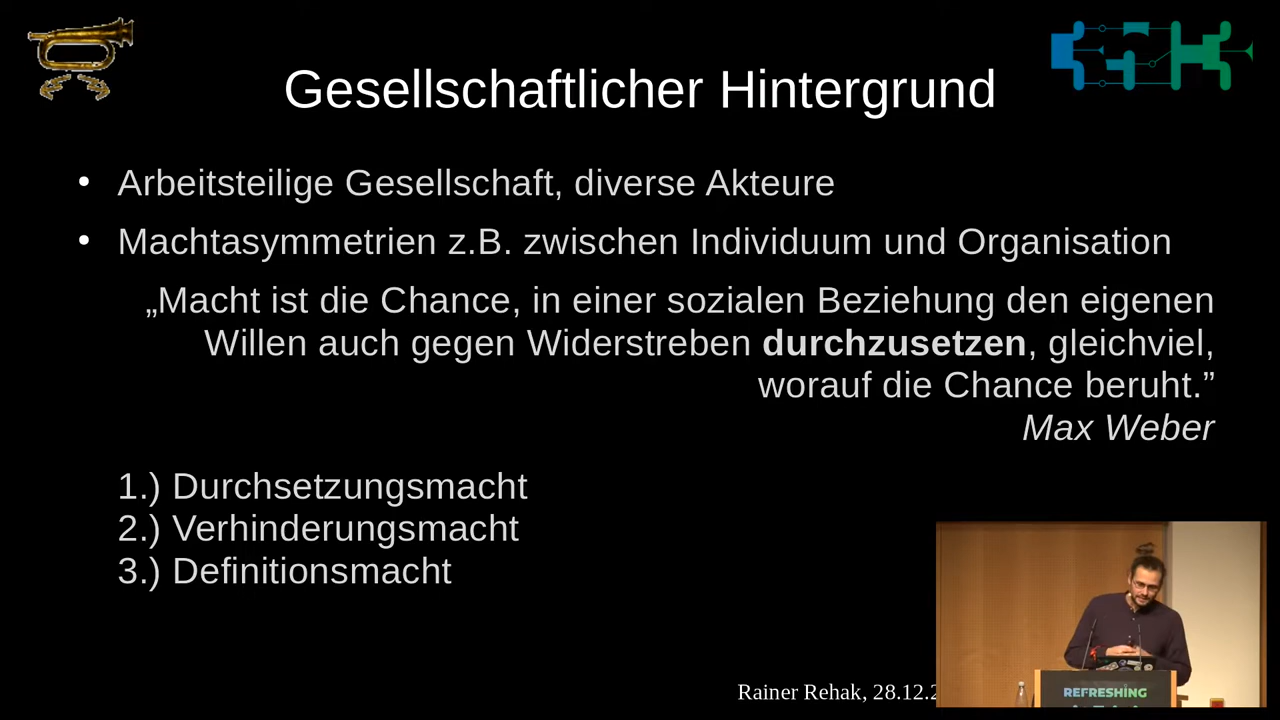 Gesellschaftlicher Hintergrund
• Arbeitsteilige Gesellschaft, diverse Akteure
• Machtasymmetrien z.B. zwischen Individuum und Organisation
„Macht ist die Chance, in einer sozialen Beziehung den eigenen
Willen auch gegen Widerstreben durchzusetzen, gleichviel,
worauf die Chance beruht.”
Max Weber
1.) Durchsetzungsmacht
2.) Verhinderungsmacht
3.) Definitionsmacht
Rainer Rehak, 28.12.2
REFRESHING